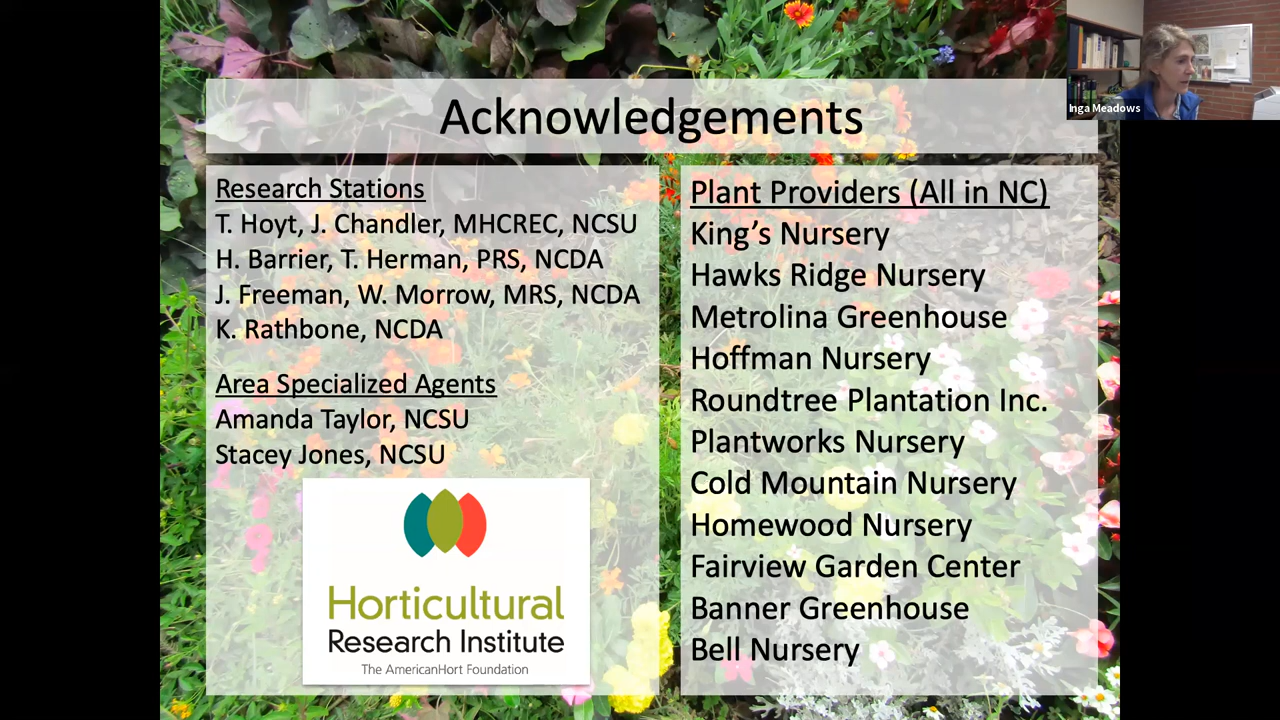 Acknowledgements
Inga Meadows
Research Stations
T. Hoyt, J. Chandler, MHCREC, NCSU
H. Barrier, T. Herman, PRS, NCDA
J. Freeman, W. Morrow, MRS, NCDA
K. Rathbone, NCDA
Area Specialized Agents
Amanda Taylor, NCSU
Stacey Jones, NCSU
Horticultural
Research Institute
The AmericanHort Foundation
Plant Providers (All in NC)
King's Nursery
Hawks Ridge Nursery
Metrolina Greenhouse
Hoffman Nursery
Roundtree Plantation Inc.
Plantworks Nursery
Cold Mountain Nursery
Homewood Nursery
Fairview Garden Center
Banner Greenhouse
Bell Nursery